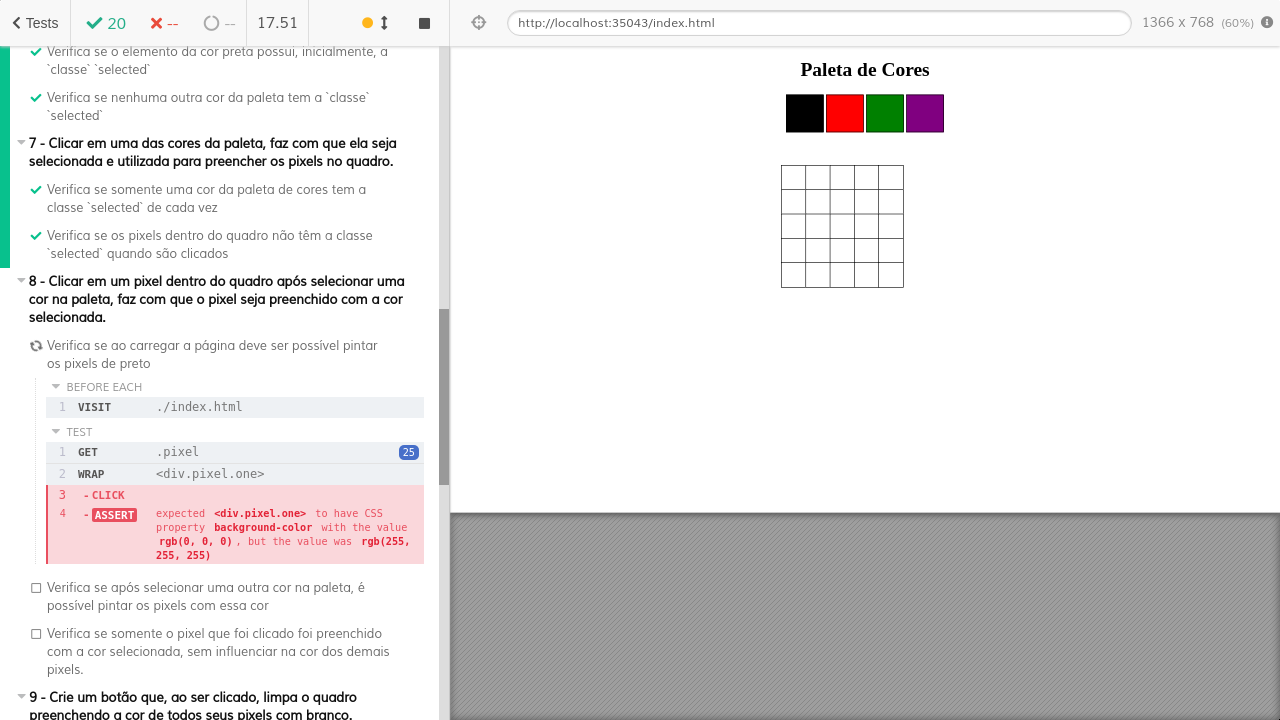 Tests 20 -- -- 17.51
http://localhost:35043/index.html 1366 x 768 (60%)
Verifica se o elemento da cor preta possui, inicialmente, a
`classe` `selected`
Verifica se nenhuma outra cor da paleta tem a `classe`
`selected`
7 - Clicar em uma das cores da paleta, faz com que ela seja
selecionada e utilizada para preencher os pixels no quadro.
Verifica se somente uma cor da paleta de cores tem a
classe `selected` de cada vez
Verifica se os pixels dentro do quadro não têm a classe
`selected` quando são clicados
8 - Clicar em um pixel dentro do quadro após selecionar uma
cor na paleta, faz com que o pixel seja preenchido com a cor
selecionada.
Verifica se ao carregar a página deve ser possível pintar
os pixels de preto
BEFORE EACH
1 VISIT ./index.html
TEST
1 GET .pixel 25
2 WRAP <div.pixel.one>
3 -CLICK
4 -ASSERT expected <div.pixel.one> to have CSS
property background-color with the value
rgb(0, 0, 0), but the value was rgb(255,
255, 255)
Verifica se após selecionar uma outra cor na paleta, é
possível pintar os pixels com essa cor
Verifica se somente o pixel que foi clicado foi preenchido
com a cor selecionada, sem influenciar na cor dos demais
pixels.
9 - Crie um botão que, ao ser clicado, limpa o quadro
preenchendo a cor de todos seus pixels com branco.
Paleta de Cores